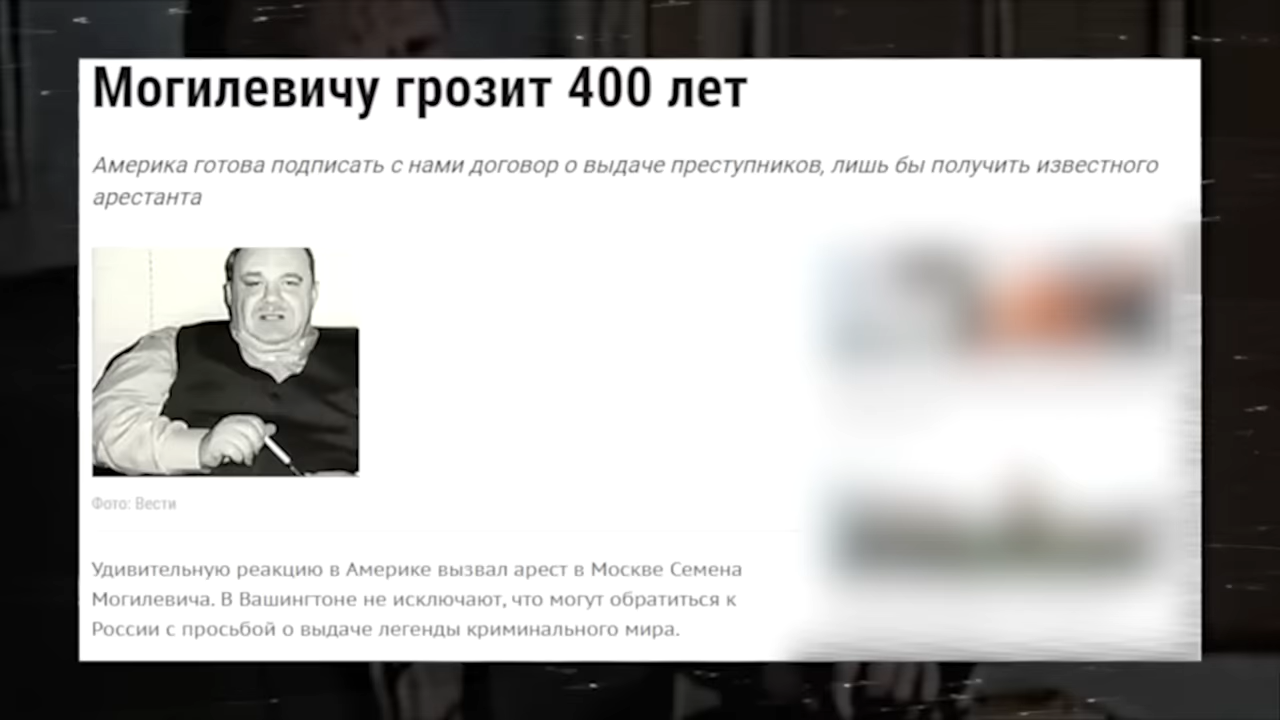 Могилевичу грозит 400 лет
Америка готова подписать с нами договор о выдаче преступников, лишь бы получить известного
арестанта
Фото: Вести
Удивительную реакцию в Америке вызвал арест в Москве Семена
Могилевича. В Вашингтоне не исключают, что могут обратиться к
России с просьбой о выдаче легенды криминального мира.